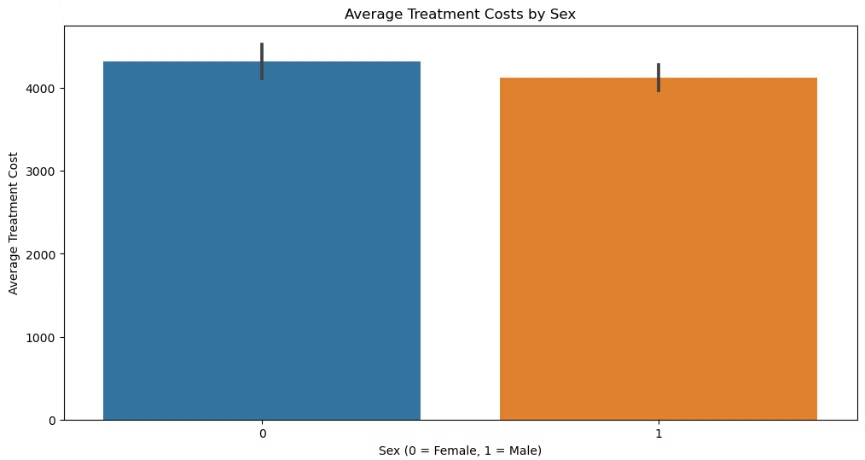 Average Treatment Costs by Sex
Average Treatment Cost
4000
3000
2000
1000
0
0
1
Sex (0 = Female, 1 = Male)